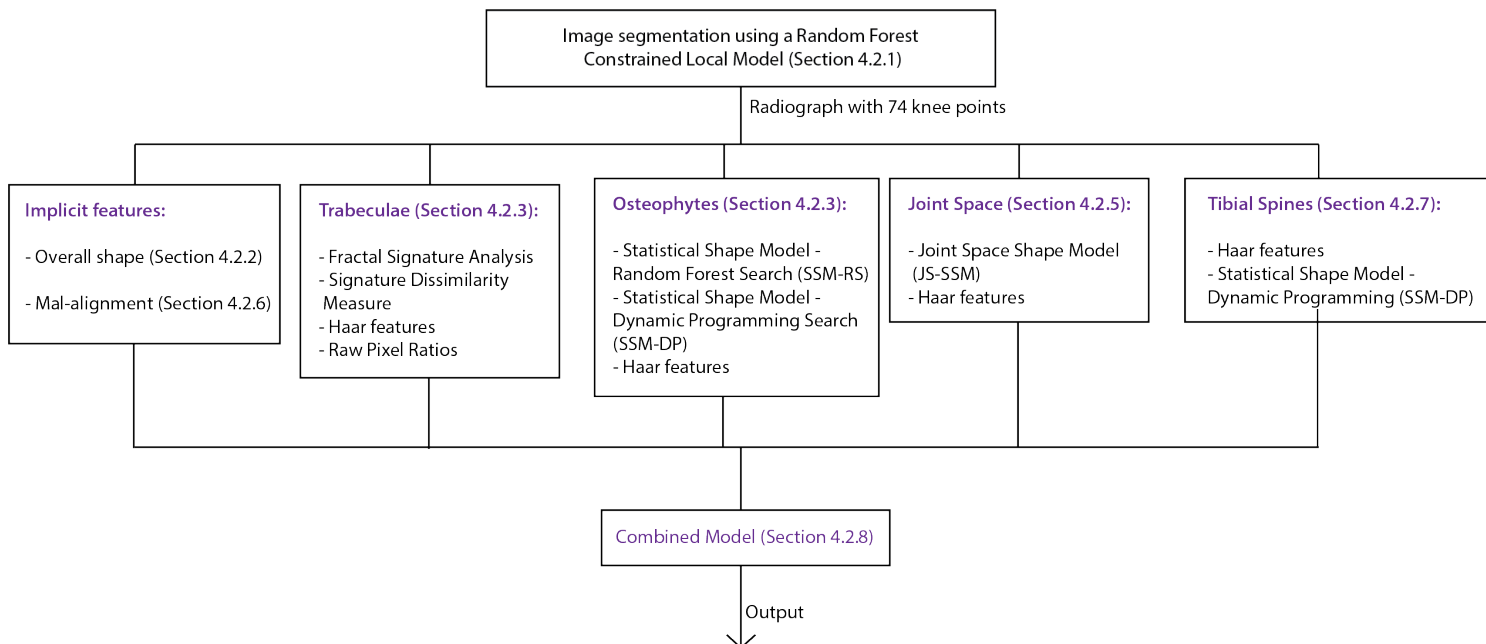 Image segmentation using a Random Forest
Constrained Local Model (Section 4.2.1)
Radiograph with 74 knee points
Implicit features:
- Overall shape (Section 4.2.2)
- Mal-alignment (Section 4.2.6)
Trabeculae (Section 4.2.3):
- Fractal Signature Analysis
- Signature Dissimilarity
Measure
- Haar features
- Raw Pixel Ratios
Osteophytes (Section 4.2.3):
- Statistical Shape Model -
Random Forest Search (SSM-RS)
- Statistical Shape Model -
Dynamic Programming Search
(SSM-DP)
- Haar features
Joint Space (Section 4.2.5):
- Joint Space Shape Model
(JS-SSM)
- Haar features
Tibial Spines (Section 4.2.7):
- Haar features
- Statistical Shape Model -
Dynamic Programming (SSM-DP)
Combined Model (Section 4.2.8)
Output